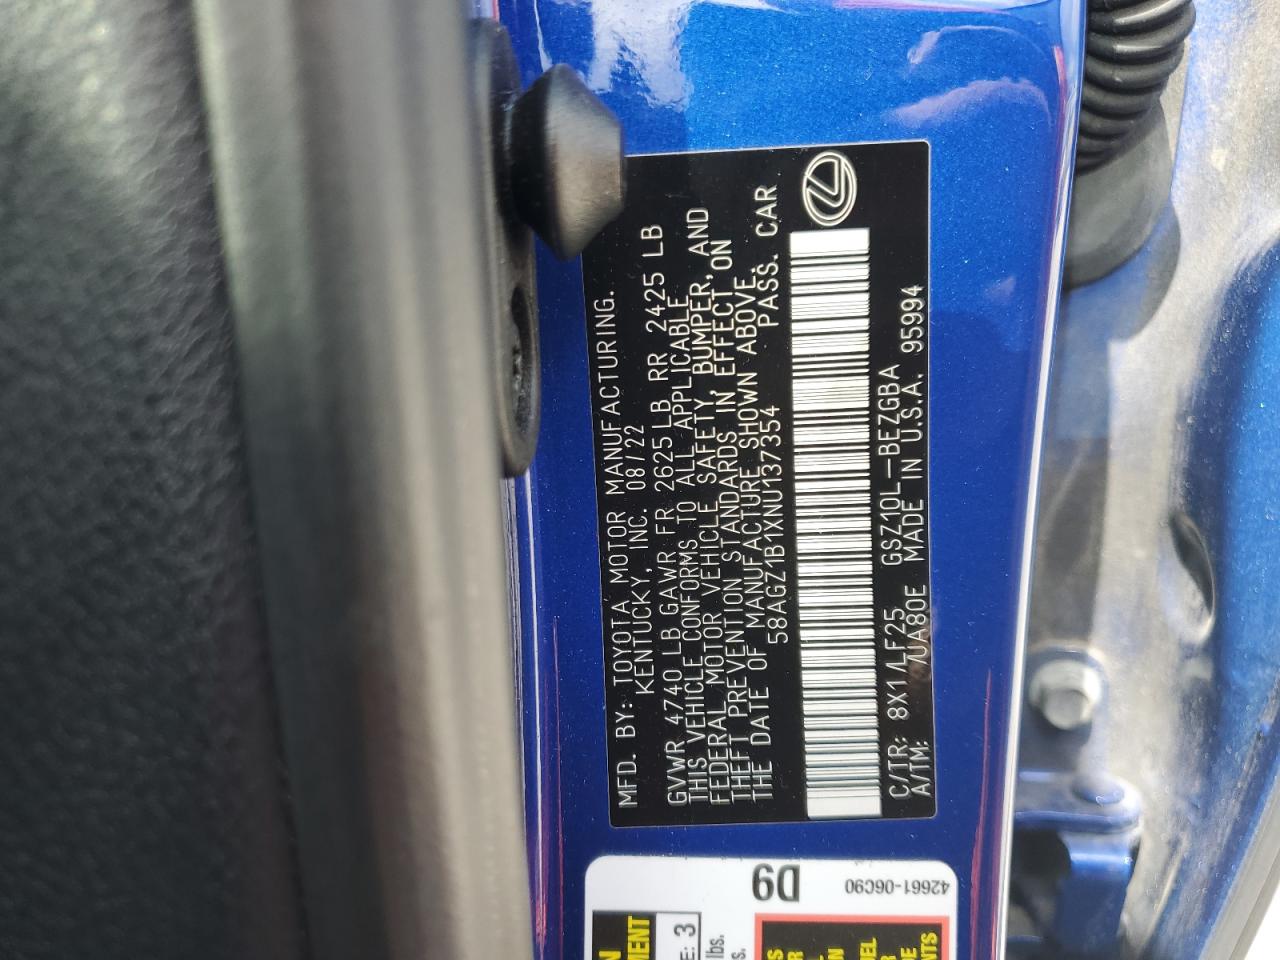 MFD. BY: TOYOTA MOTOR MANUFACTURING.
KENTUCKY, INC. 08/22
GVWR 4740 LB GAWR FR 2625 LB RR 2425 LB
THIS VEHICLE CONFORMS TO ALL APPLICABLE
FEDERAL MOTOR VEHICLE SAFETY, BUMPER, AND
THEFT PREVENTION STANDARDS IN EFFECT ON
THE DATE OF MANUFACTURE SHOWN ABOVE.
58AGZ1B1XNU137354 PASS. CAR
C/TR: 8X1/LF25 GSZ10L-BEZGBA
A/TM: /UA80E MADE IN U.S.A. 95994
D9
42661-06C90
E: 3
lbs.